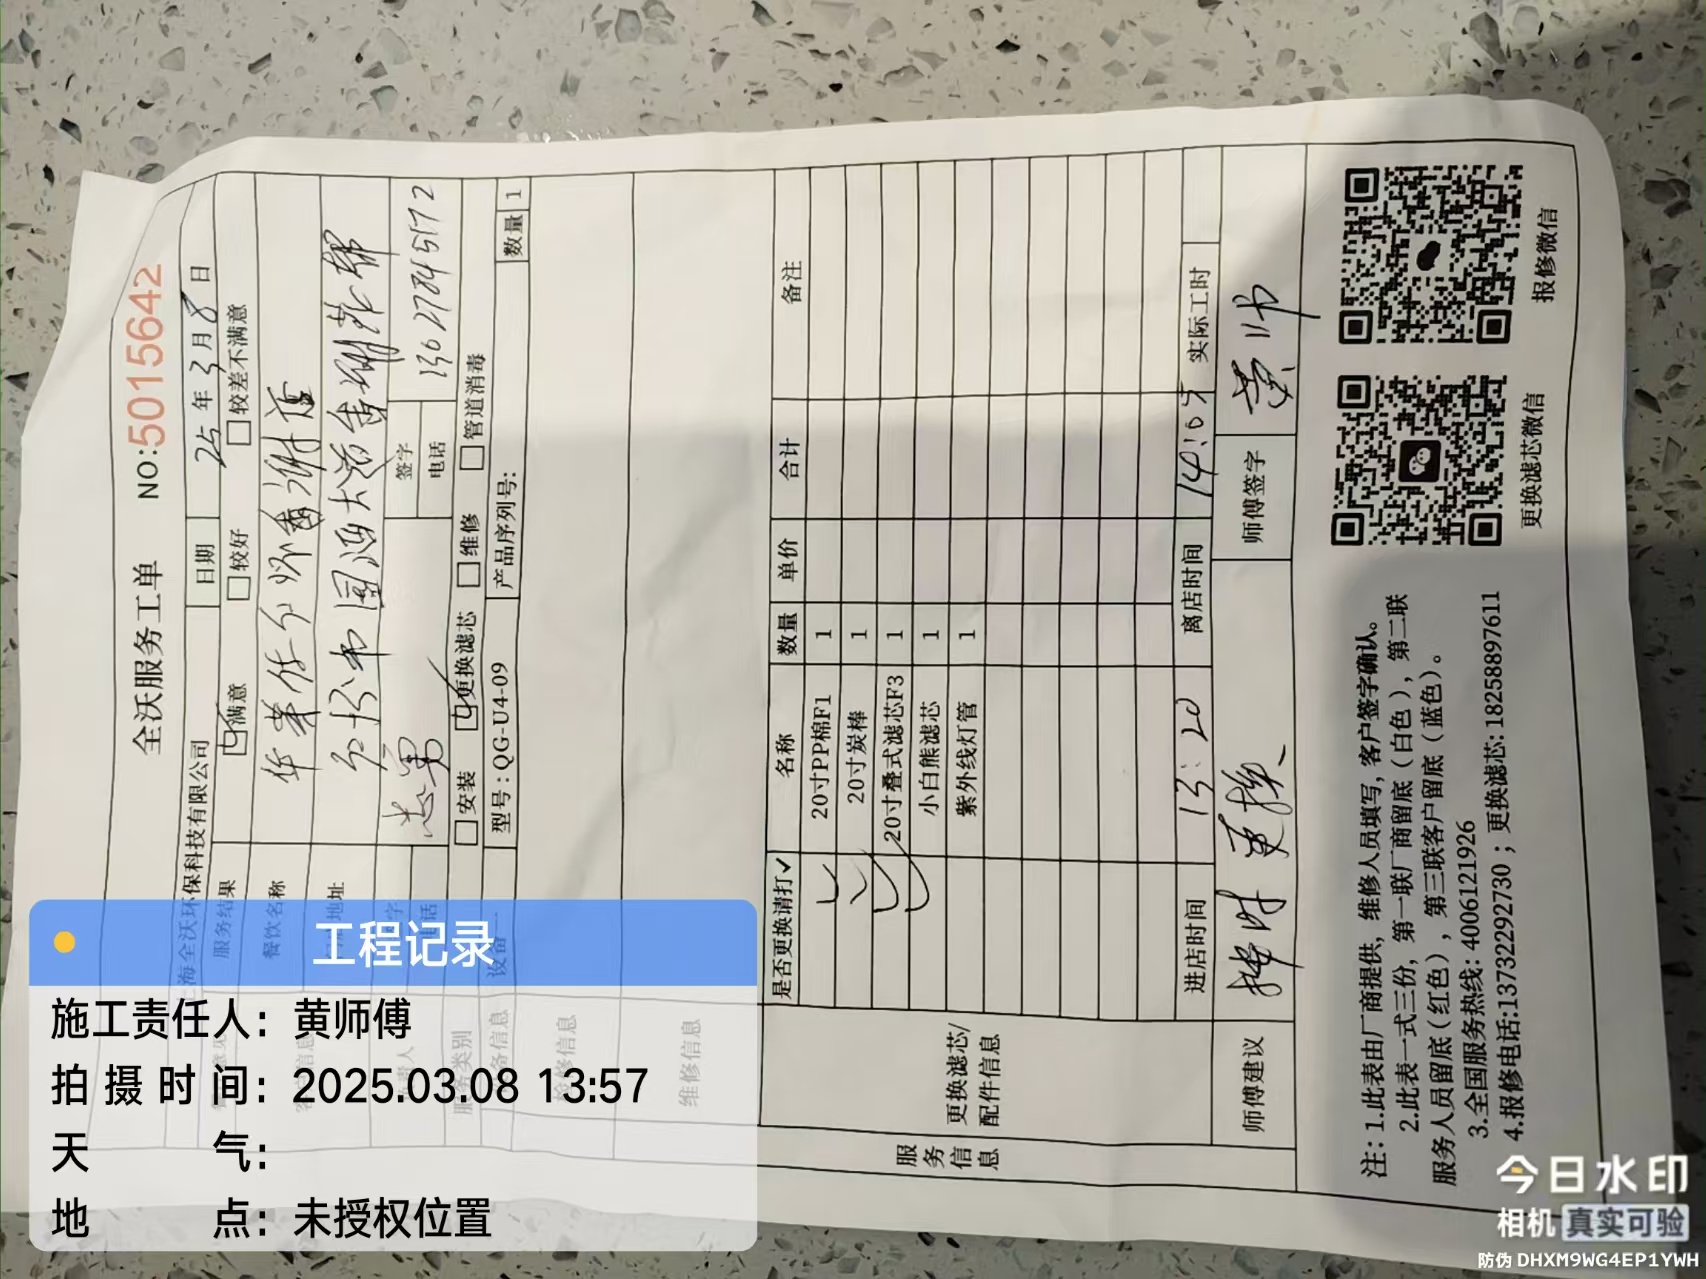 全沃服务工单 NO:5015642
上海全沃环保科技有限公司 日期 25年3月8日
服务结果 满意 较好 较差不满意
餐饮名称
地址
签字
电话 13627845172
服务类别 安装 更换滤芯 维修 管道消毒
设备信息 型号:QG-U4-09 产品序列号: 数量 1
检修信息
维修信息
服务信息
更换滤芯/配件信息
是否更换请打✓ 名称 数量 单价 合计 备注
✓ 20寸PP棉F1 1
✓ 20寸炭棒 1
✓ 20寸叠式滤芯F3 1
✓ 小白熊滤芯 1
紫外线灯管 1
进店时间 13:20 离店时间 14:05 实际工时
师傅建议 按时更换、 师傅签字 黄师
注:1.此表由厂商提供,维修人员填写,客户签字确认。
2.此表一式三份,第一联厂商留底(白色),第二联
服务人员留底(红色),第三联客户留底(蓝色)。
3.全国服务热线:4006121926
4.报修电话:13732292730;更换滤芯:18258897611
更换滤芯微信
报修微信
工程记录
施工责任人:黄师傅
拍摄时间:2025.03.08 13:57
天气:
地点:未授权位置
今日水印
相机 真实可验
防伪 DHXM9WG4EP1YWH